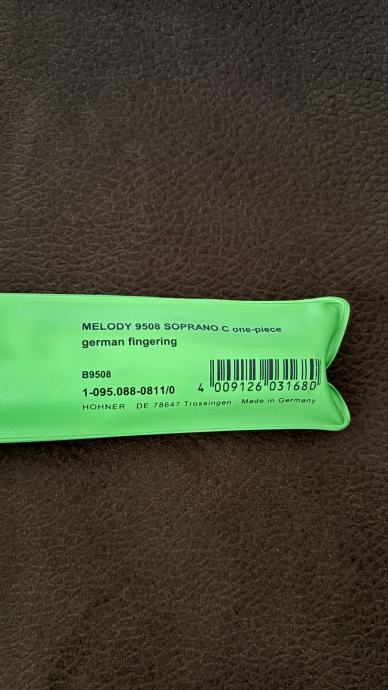 MELODY 9508 SOPRANO C one-piece
german fingering
B9508
1-095.088-0811/0
4 009126 031680
HOHNER DE 78647 Trossingen · Made in Germany